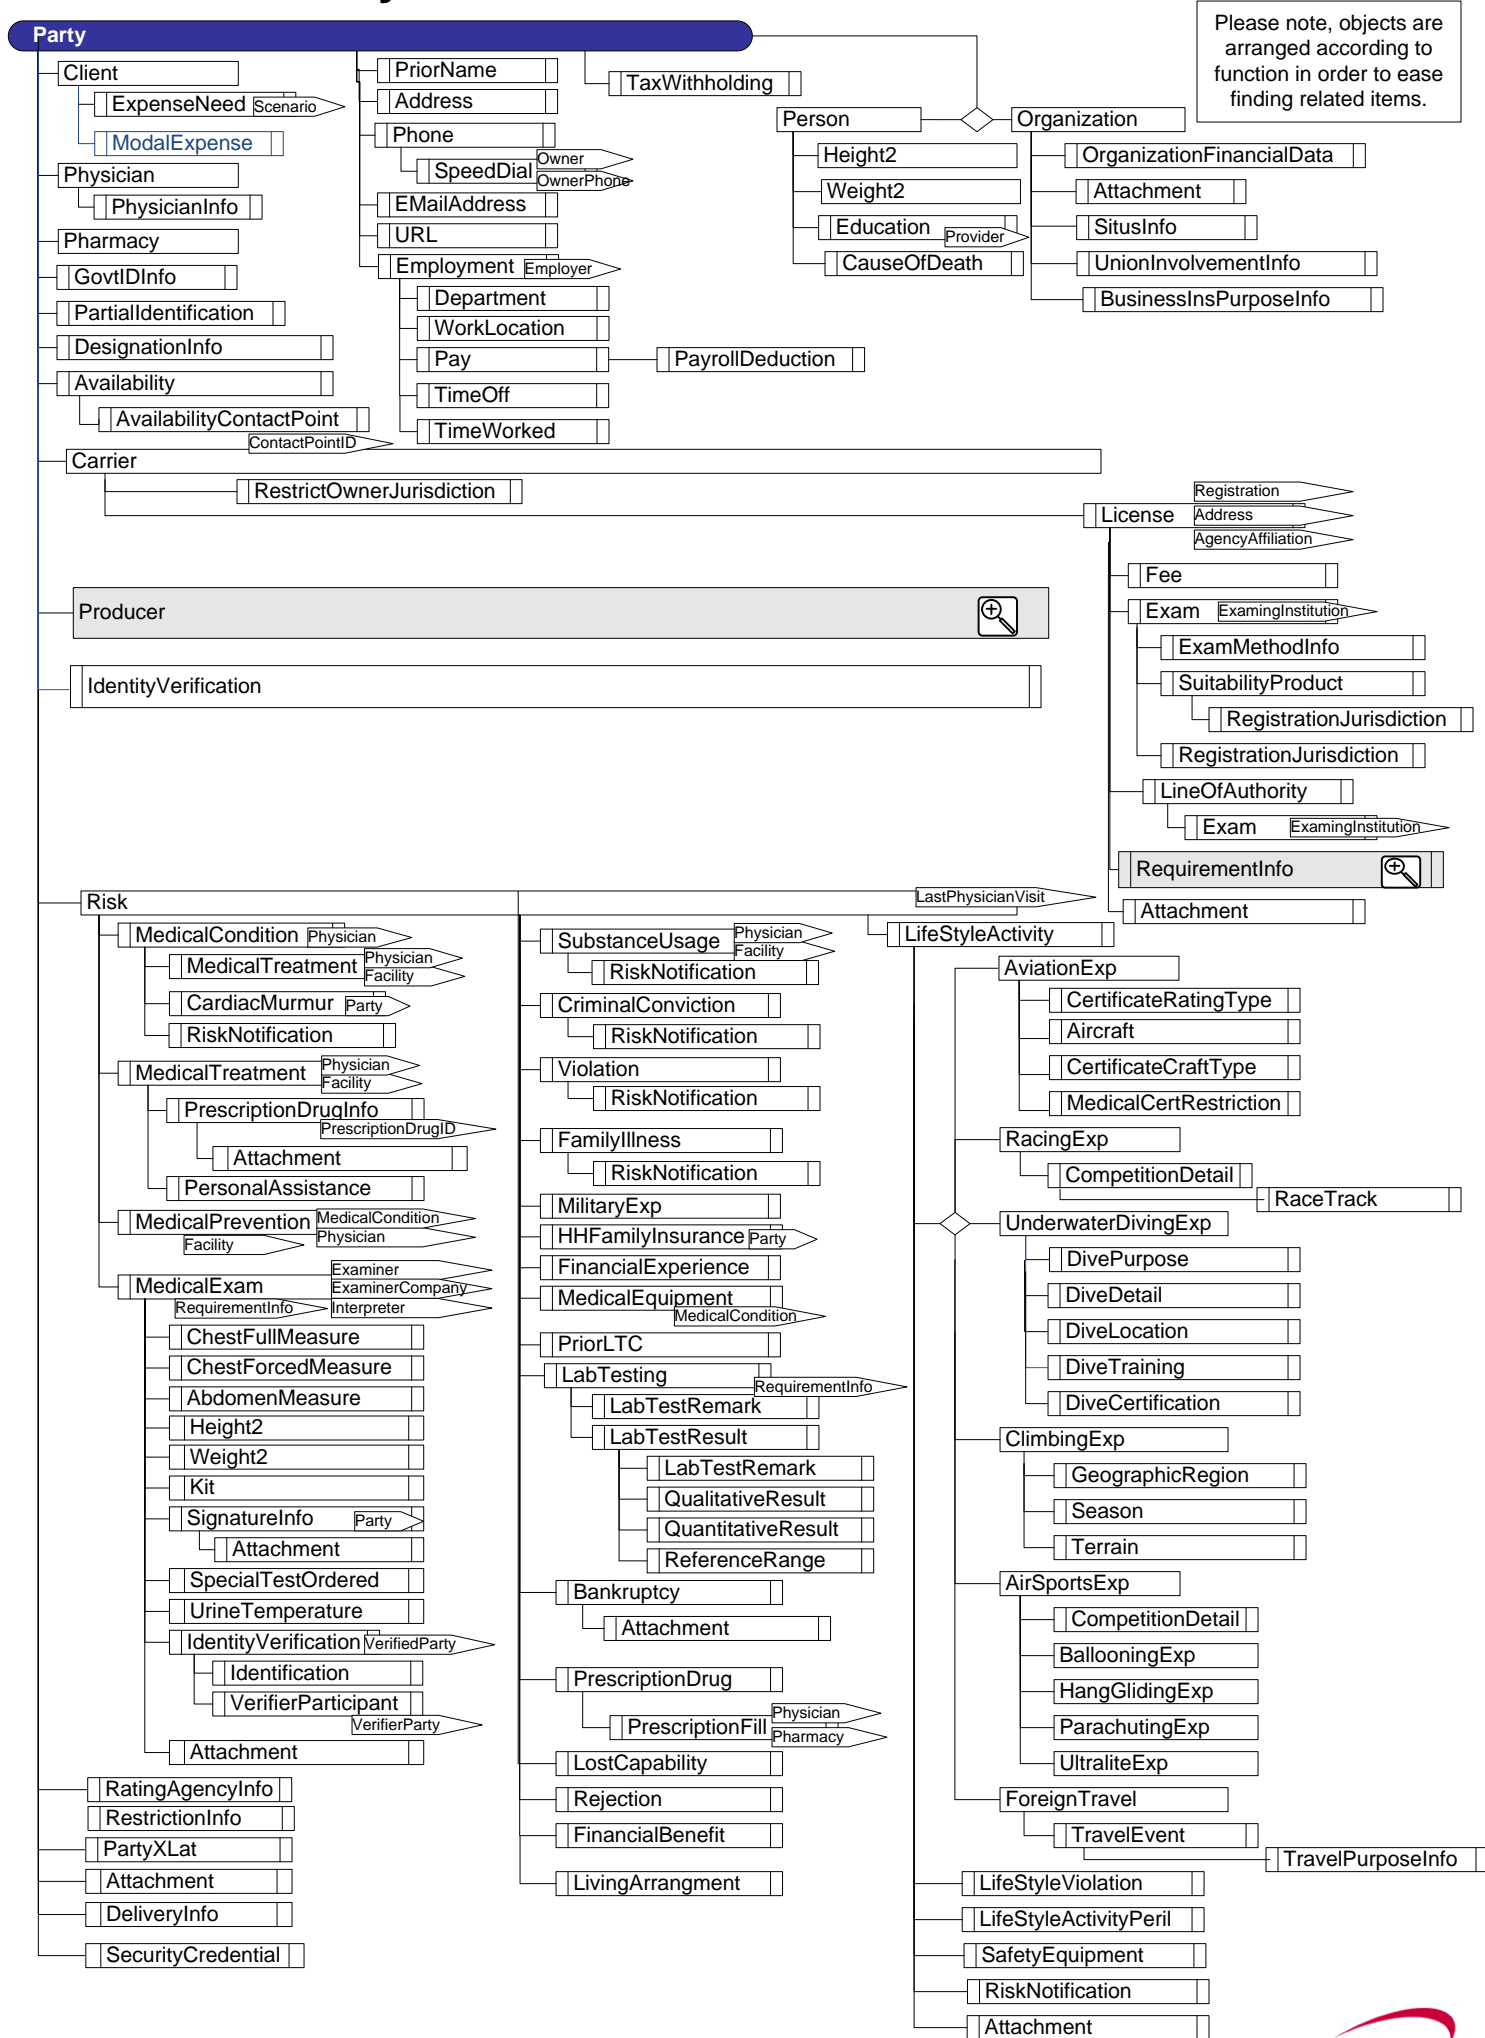 Party
Please note, objects are
arranged according to
function in order to ease
finding related items.
Client
ExpenseNeed
Scenario
ModalExpense
Physician
PhysicianInfo
Pharmacy
GovtIDInfo
PartialIdentification
DesignationInfo
Availability
AvailabilityContactPoint
ContactPointID
PriorName
Address
Phone
SpeedDial
Owner
OwnerPhone
EMailAddress
URL
Employment
Employer
Department
WorkLocation
Pay
PayrollDeduction
TimeOff
TimeWorked
TaxWithholding
Person
Height2
Weight2
Education
Provider
CauseOfDeath
Organization
OrganizationFinancialData
Attachment
SitusInfo
UnionInvolvementInfo
BusinessInsPurposeInfo
Carrier
RestrictOwnerJurisdiction
License
Registration
Address
AgencyAffiliation
Fee
Exam
ExamingInstitution
ExamMethodInfo
SuitabilityProduct
RegistrationJurisdiction
RegistrationJurisdiction
LineOfAuthority
Exam
ExamingInstitution
RequirementInfo
Attachment
Producer
IdentityVerification
Risk
LastPhysicianVisit
MedicalCondition
Physician
MedicalTreatment
Physician
Facility
CardiacMurmur
Party
RiskNotification
MedicalTreatment
Physician
Facility
PrescriptionDrugInfo
PrescriptionDrugID
Attachment
PersonalAssistance
MedicalPrevention
MedicalCondition
Facility
Physician
MedicalExam
Examiner
ExaminerCompany
RequirementInfo
Interpreter
ChestFullMeasure
ChestForcedMeasure
AbdomenMeasure
Height2
Weight2
Kit
SignatureInfo
Party
Attachment
SpecialTestOrdered
UrineTemperature
IdentityVerification
VerifiedParty
Identification
VerifierParticipant
VerifierParty
Attachment
SubstanceUsage
Physician
Facility
RiskNotification
CriminalConviction
RiskNotification
Violation
RiskNotification
FamilyIllness
RiskNotification
MilitaryExp
HHFamilyInsurance
Party
FinancialExperience
MedicalEquipment
MedicalCondition
PriorLTC
LabTesting
RequirementInfo
LabTestRemark
LabTestResult
LabTestRemark
QualitativeResult
QuantitativeResult
ReferenceRange
Bankruptcy
Attachment
PrescriptionDrug
PrescriptionFill
Physician
Pharmacy
LostCapability
Rejection
FinancialBenefit
LivingArrangment
LifeStyleActivity
AviationExp
CertificateRatingType
Aircraft
CertificateCraftType
MedicalCertRestriction
RacingExp
CompetitionDetail
RaceTrack
UnderwaterDivingExp
DivePurpose
DiveDetail
DiveLocation
DiveTraining
DiveCertification
ClimbingExp
GeographicRegion
Season
Terrain
AirSportsExp
CompetitionDetail
BallooningExp
HangGlidingExp
ParachutingExp
UltraliteExp
ForeignTravel
TravelEvent
TravelPurposeInfo
LifeStyleViolation
LifeStyleActivityPeril
SafetyEquipment
RiskNotification
Attachment
RatingAgencyInfo
RestrictionInfo
PartyXLat
Attachment
DeliveryInfo
SecurityCredential